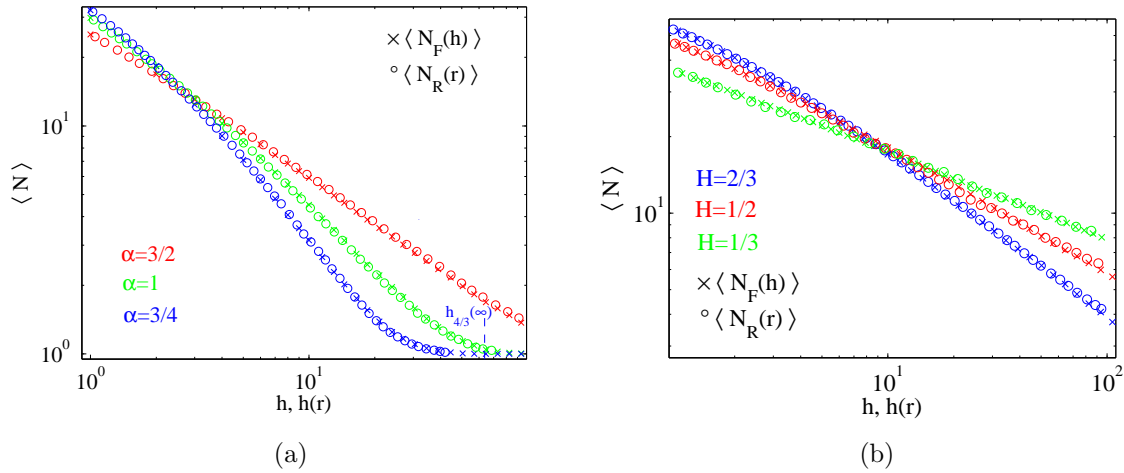 × ⟨ N_F(h) ⟩
° ⟨ N_R(r) ⟩
α=3/2
α=1
α=3/4
h_{4/3}(∞)
⟨ N ⟩
10^1
10^0
10^0 10^1
h, h(r)
(a)
H=2/3
H=1/2
H=1/3
× ⟨ N_F(h) ⟩
° ⟨ N_R(r) ⟩
⟨ N ⟩
10^1
10^1 10^2
h, h(r)
(b)